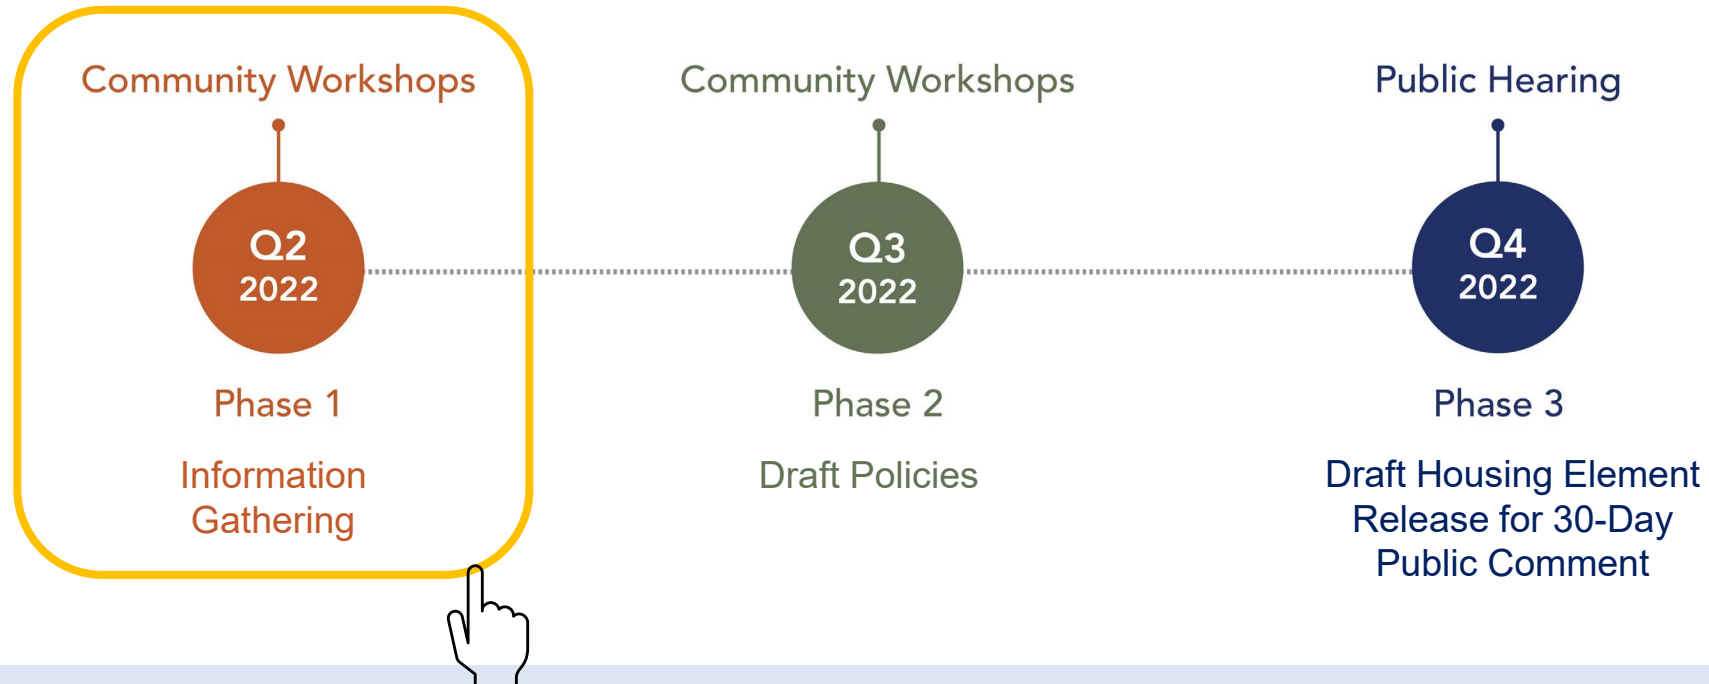 Community Workshops
Q2
2022
Phase 1
Information
Gathering
Community Workshops
Q3
2022
Phase 2
Draft Policies
Public Hearing
Q4
2022
Phase 3
Draft Housing Element
Release for 30-Day
Public Comment